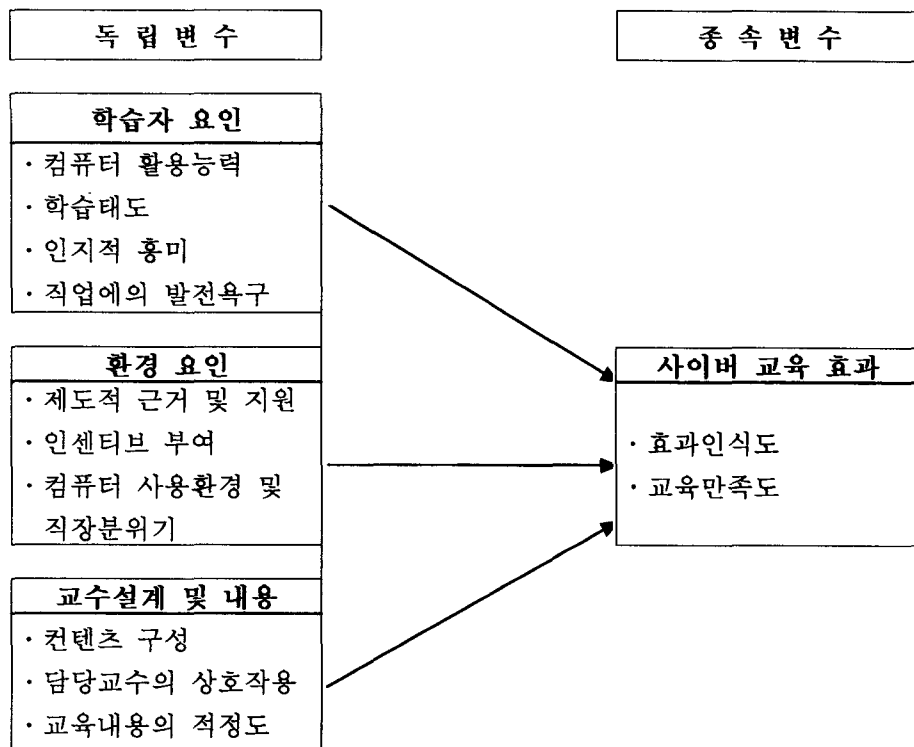 독 립 변 수
종 속 변 수
학습자 요인
· 컴퓨터 활용능력
· 학습태도
· 인지적 흥미
· 직업에의 발전욕구
환경 요인
· 제도적 근거 및 지원
· 인센티브 부여
· 컴퓨터 사용환경 및
직장분위기
사이버 교육 효과
· 효과인식도
· 교육만족도
교수설계 및 내용
· 컨텐츠 구성
· 담당교수의 상호작용
· 교육내용의 적정도